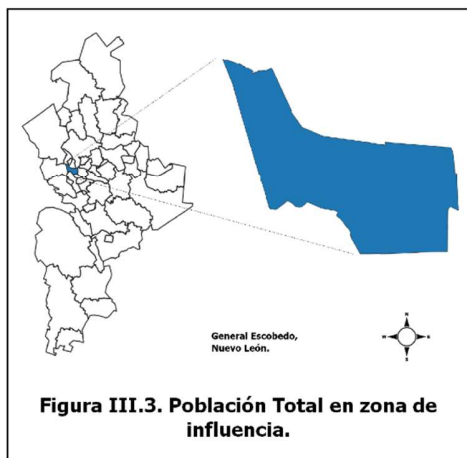 General Escobedo,
Nuevo León.
N
W E
S
Figura III.3. Población Total en zona de
influencia.